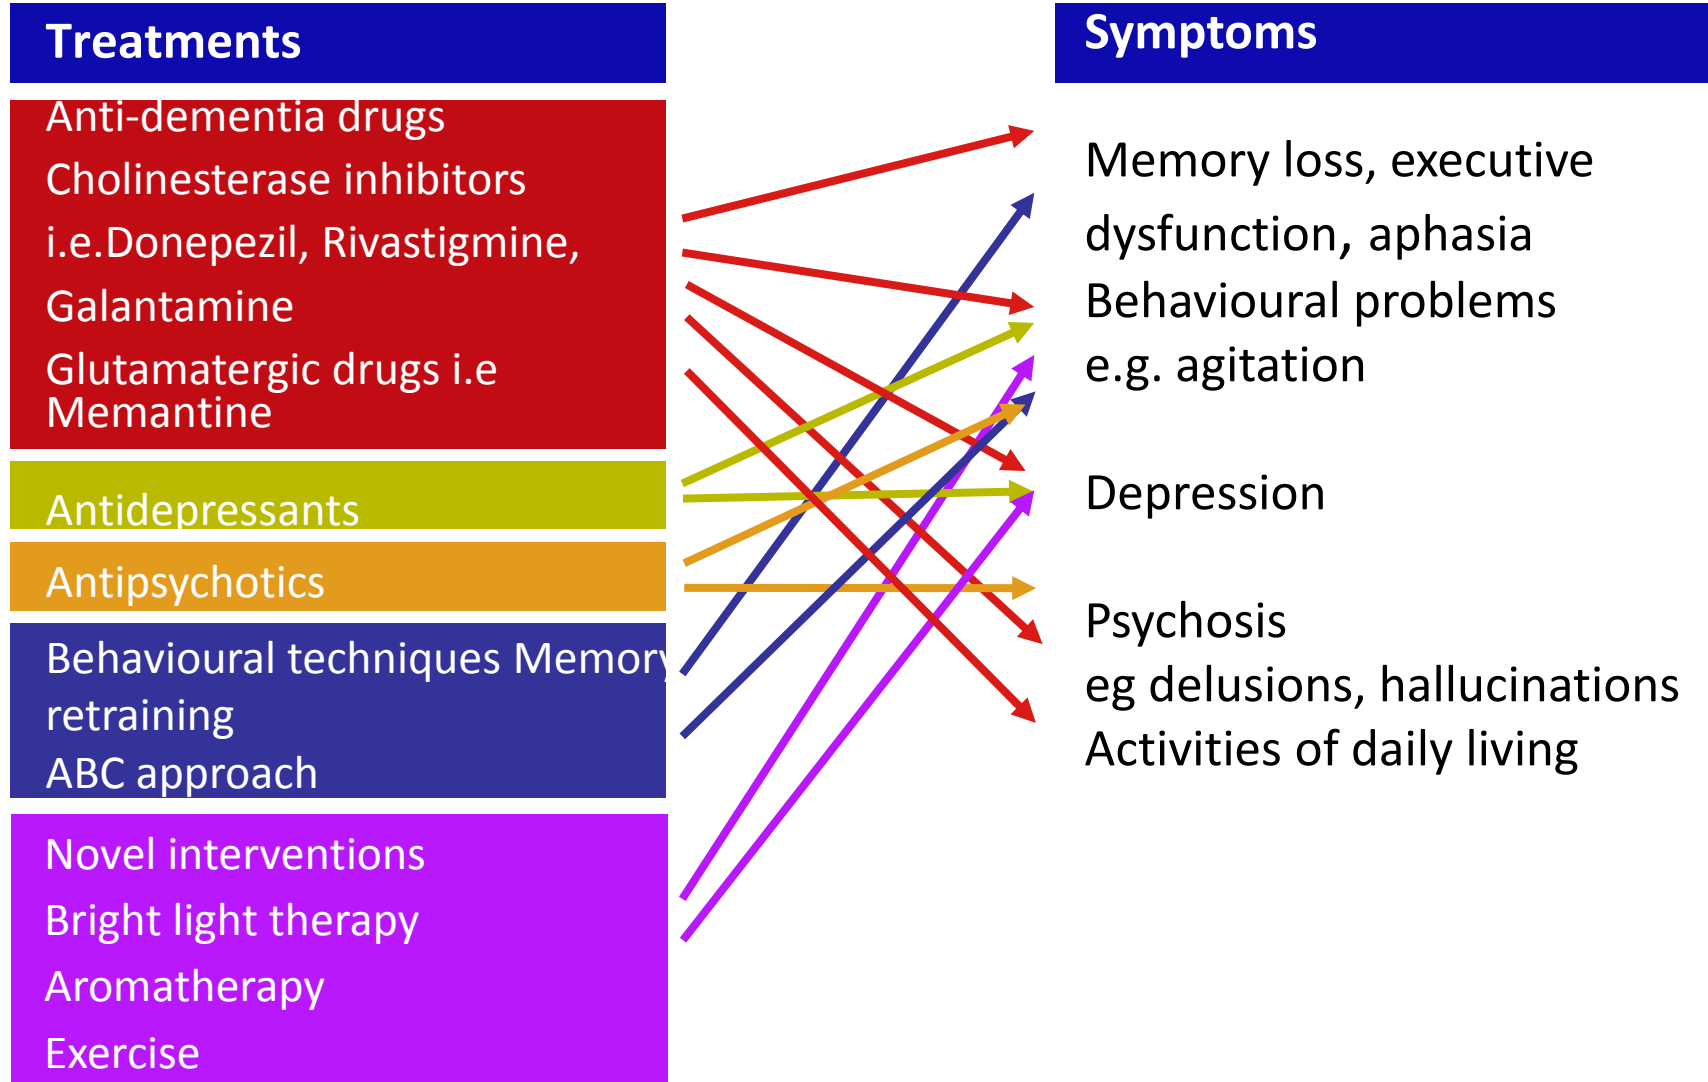 Treatments
Anti-dementia drugs
Cholinesterase inhibitors
i.e.Donepezil, Rivastigmine,
Galantamine
Glutamatergic drugs i.e
Memantine
Antidepressants
Antipsychotics
Behavioural techniques Memory
retraining
ABC approach
Novel interventions
Bright light therapy
Aromatherapy
Exercise
Symptoms
Memory loss, executive
dysfunction, aphasia
Behavioural problems
e.g. agitation
Depression
Psychosis
eg delusions, hallucinations
Activities of daily living